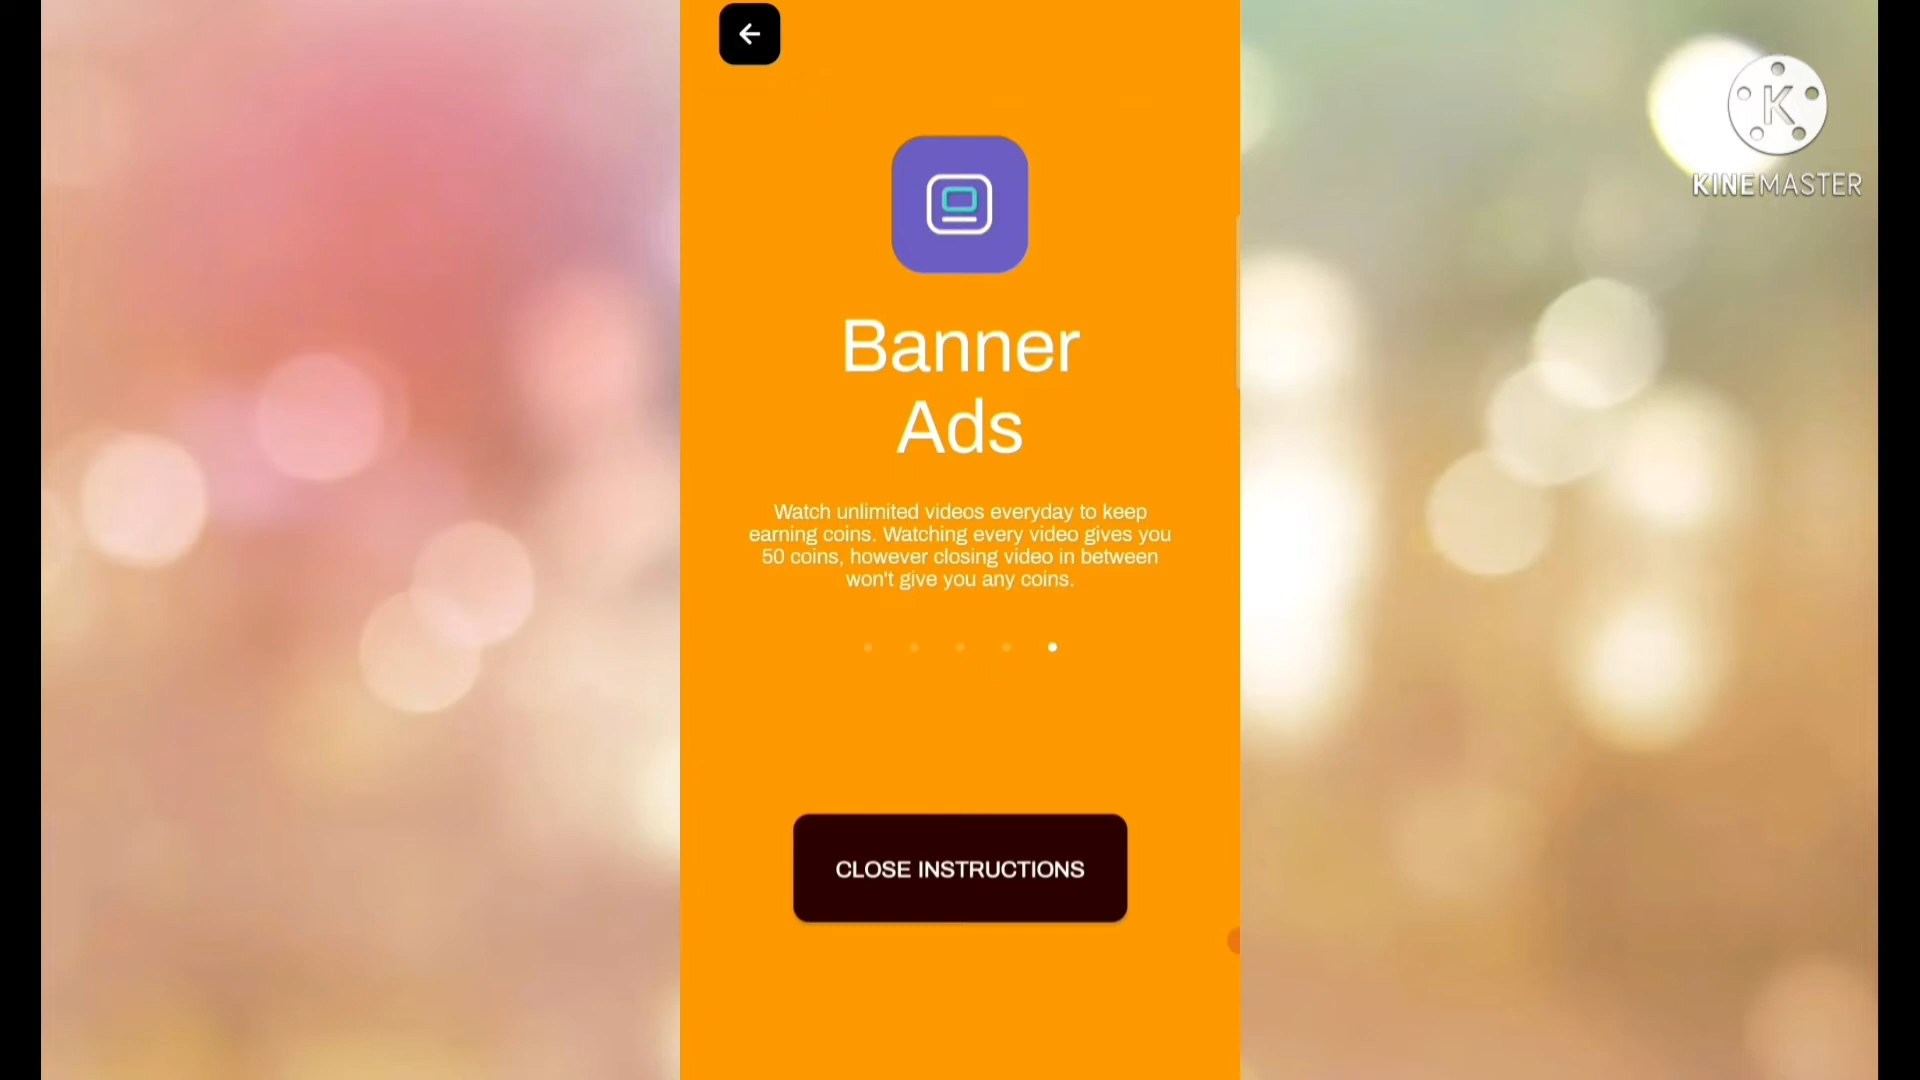 K
KINEMASTER
Banner
Ads
Watch unlimited videos everyday to keep
earning coins. Watching every video gives you
50 coins, however closing video in between
won't give you any coins.
CLOSE INSTRUCTIONS